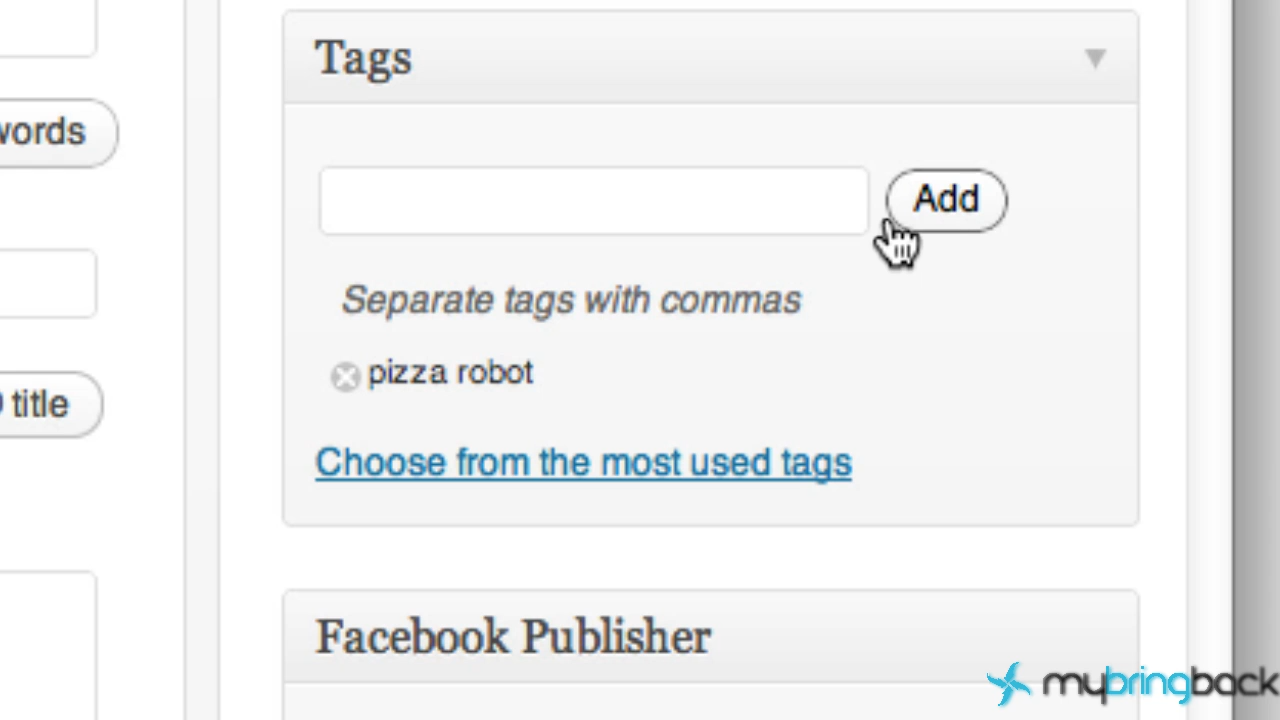 Tags
words
Add
Separate tags with commas
pizza robot
title
Choose from the most used tags
Facebook Publisher
mybringback